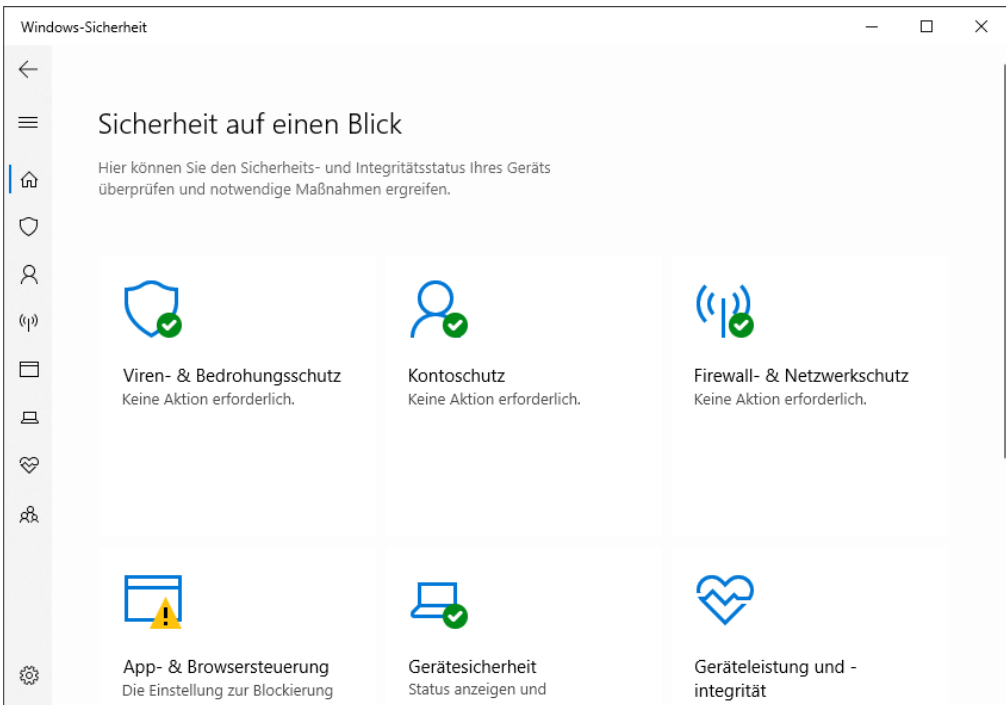 Windows-Sicherheit
Sicherheit auf einen Blick
Hier können Sie den Sicherheits- und Integritätsstatus Ihres Geräts
überprüfen und notwendige Maßnahmen ergreifen.
Viren- & Bedrohungsschutz
Keine Aktion erforderlich.
Kontoschutz
Keine Aktion erforderlich.
Firewall- & Netzwerkschutz
Keine Aktion erforderlich.
App- & Browsersteuerung
Die Einstellung zur Blockierung
Gerätesicherheit
Status anzeigen und
Geräteleistung und -
integrität